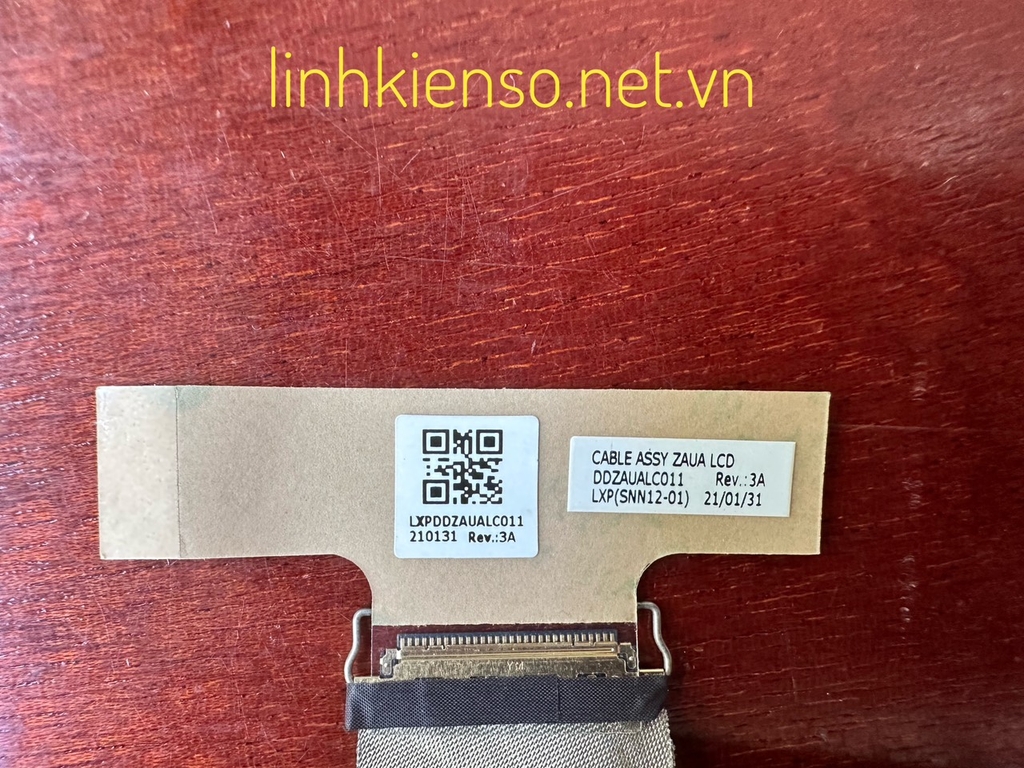 linhkienso.net.vn
LXPDDZAUALC011
210131 Rev.:3A
CABLE ASSY ZAUA LCD
DDZAUALC011 Rev.:3A
LXP(SNN12-01) 21/01/31